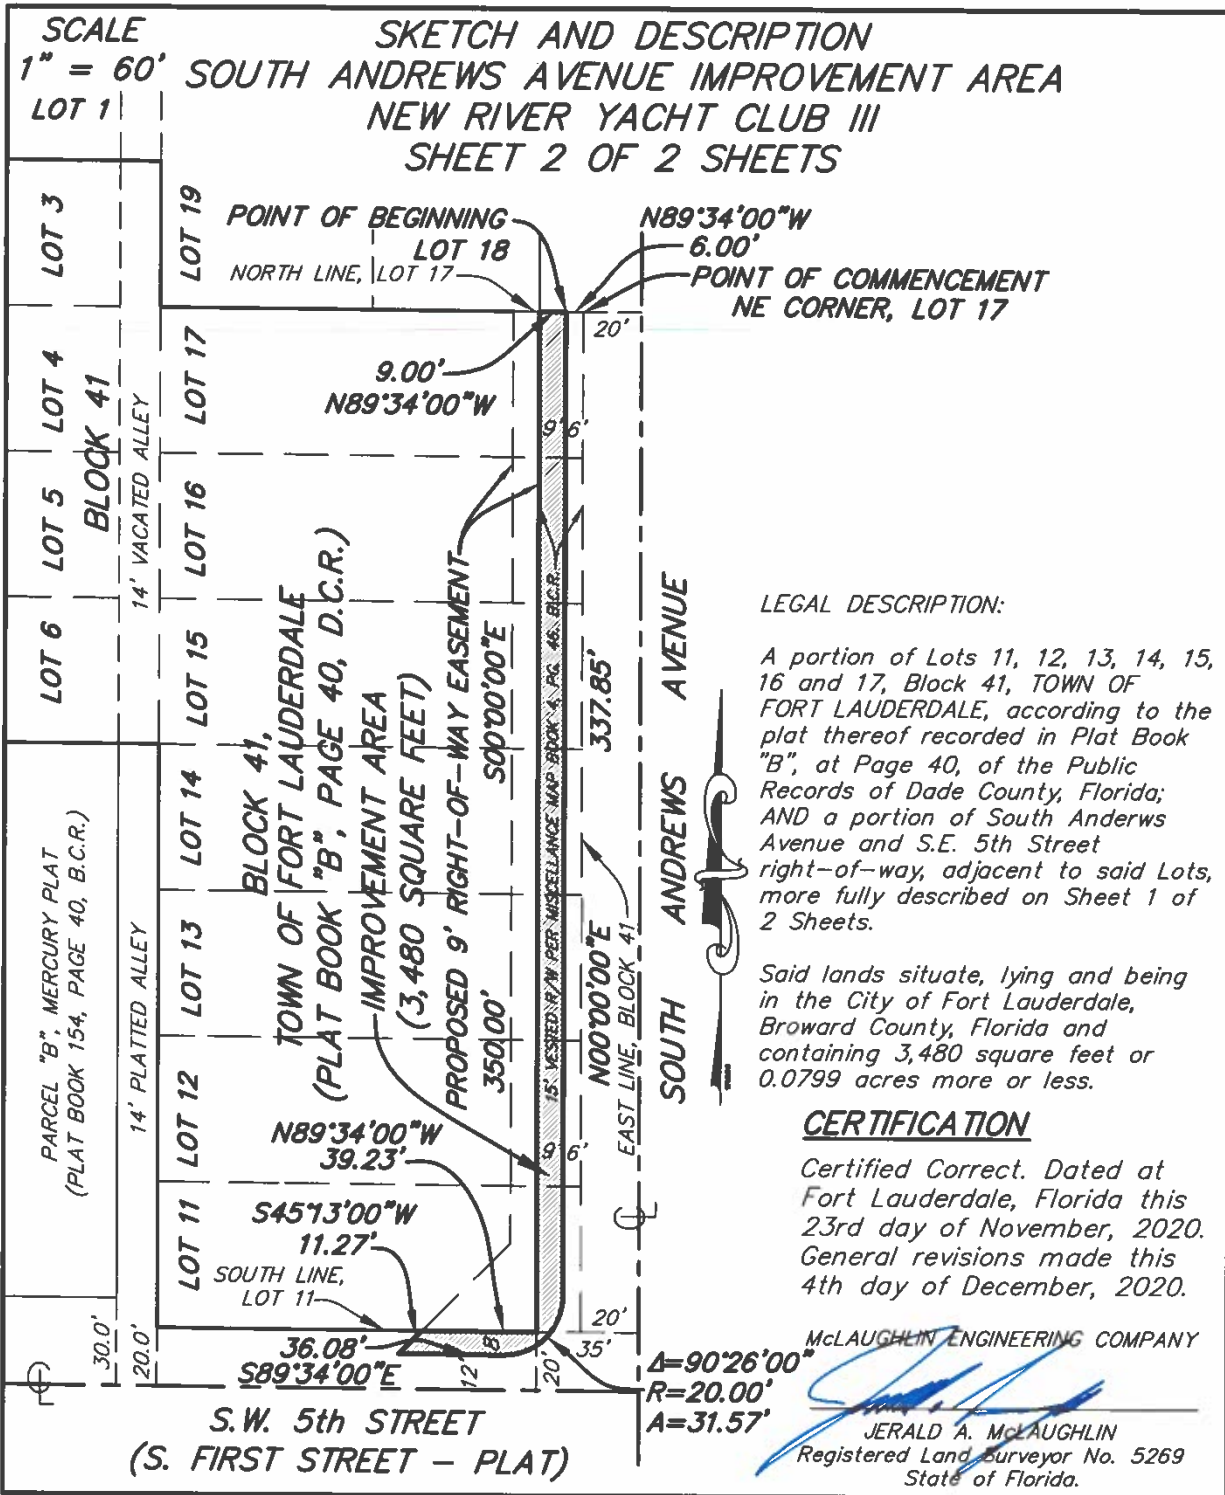 SCALE
1" = 60'
SKETCH AND DESCRIPTION
SOUTH ANDREWS AVENUE IMPROVEMENT AREA
NEW RIVER YACHT CLUB III
SHEET 2 OF 2 SHEETS
LOT 1
LOT 3
LOT 4
LOT 5
LOT 6
BLOCK 41
14' VACATED ALLEY
PARCEL "B", MERCURY PLAT
(PLAT BOOK 154, PAGE 40, B.C.R.)
14' PLATTED ALLEY
LOT 19
LOT 17
LOT 16
LOT 15
LOT 14
LOT 13
LOT 12
LOT 11
POINT OF BEGINNING
LOT 18
NORTH LINE, LOT 17
N89°34'00"W
6.00'
POINT OF COMMENCEMENT
NE CORNER, LOT 17
20'
9.00'
N89°34'00"W
9' 6'
BLOCK 41,
TOWN OF FORT LAUDERDALE
(PLAT BOOK "B", PAGE 40, D.C.R.)
IMPROVEMENT AREA
(3,480 SQUARE FEET)
PROPOSED 9' RIGHT-OF-WAY EASEMENT
350.00'
S00°00'00"E
15' VESTED R/W PER MISCELLANCE MAP BOOK 4, PG. 46, B.C.R.
337.85'
N00°00'00"E
EAST LINE, BLOCK 41
SOUTH ANDREWS AVENUE
N89°34'00"W
39.23'
9' 6'
S45°13'00"W
11.27'
SOUTH LINE,
LOT 11
36.08'
S89°34'00"E
8'
12'
20'
20'
35'
30.0'
20.0'
Δ=90°26'00"
R=20.00'
A=31.57'
S.W. 5th STREET
(S. FIRST STREET - PLAT)
LEGAL DESCRIPTION:
A portion of Lots 11, 12, 13, 14, 15,
16 and 17, Block 41, TOWN OF
FORT LAUDERDALE, according to the
plat thereof recorded in Plat Book
"B", at Page 40, of the Public
Records of Dade County, Florida;
AND a portion of South Anderws
Avenue and S.E. 5th Street
right-of-way, adjacent to said Lots,
more fully described on Sheet 1 of
2 Sheets.
Said lands situate, lying and being
in the City of Fort Lauderdale,
Broward County, Florida and
containing 3,480 square feet or
0.0799 acres more or less.
CERTIFICATION
Certified Correct. Dated at
Fort Lauderdale, Florida this
23rd day of November, 2020.
General revisions made this
4th day of December, 2020.
McLAUGHLIN ENGINEERING COMPANY
JERALD A. McLAUGHLIN
Registered Land Surveyor No. 5269
State of Florida.